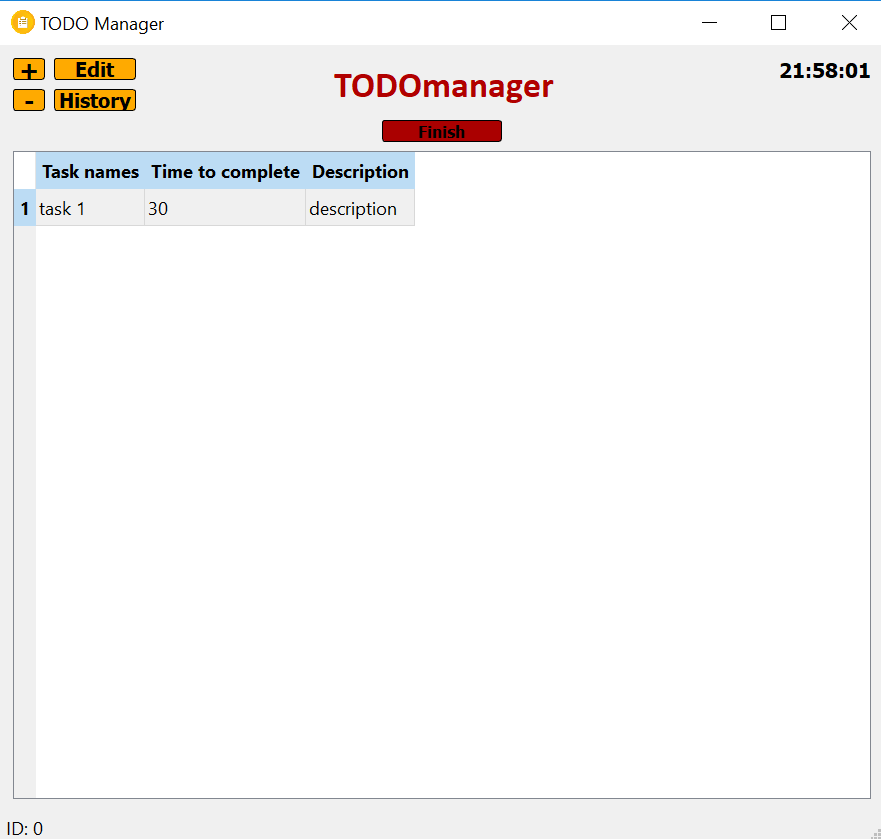 TODO Manager
+ Edit
- History
TODOmanager
21:58:01
Finish
Task names Time to complete Description
1 task 1 30 description
ID: 0